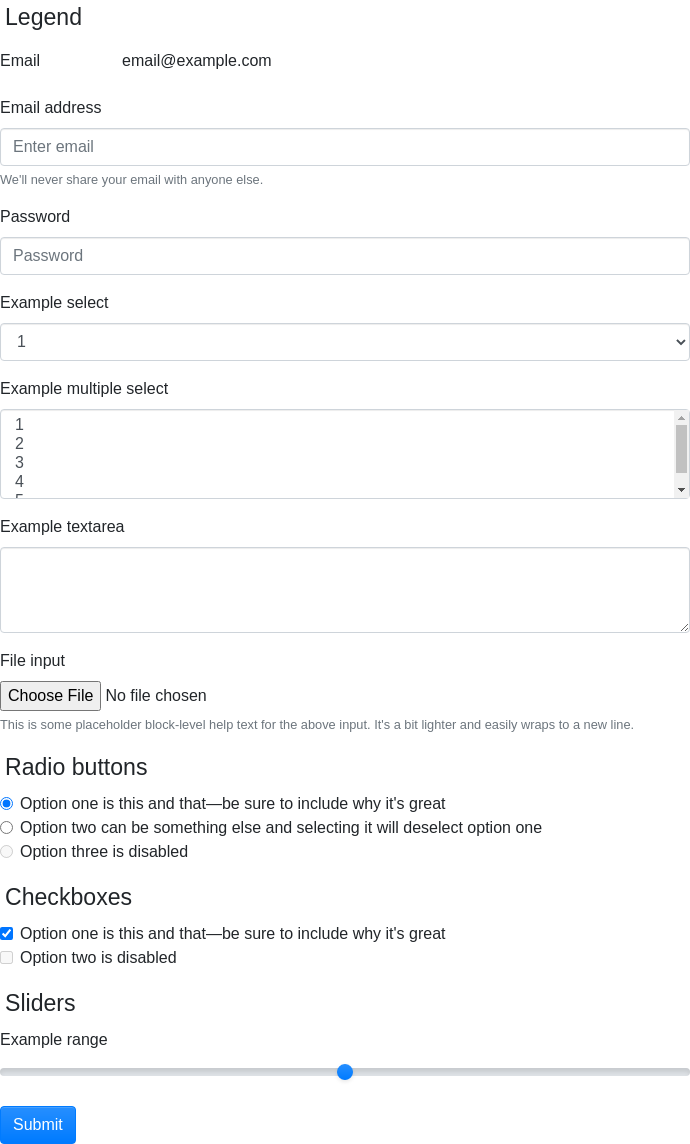 Legend
Email email@example.com
Email address
Enter email
We'll never share your email with anyone else.
Password
Password
Example select
1
Example multiple select
1
2
3
4
5
Example textarea
File input
Choose File No file chosen
This is some placeholder block-level help text for the above input. It's a bit lighter and easily wraps to a new line.
Radio buttons
Option one is this and that—be sure to include why it's great
Option two can be something else and selecting it will deselect option one
Option three is disabled
Checkboxes
Option one is this and that—be sure to include why it's great
Option two is disabled
Sliders
Example range
Submit